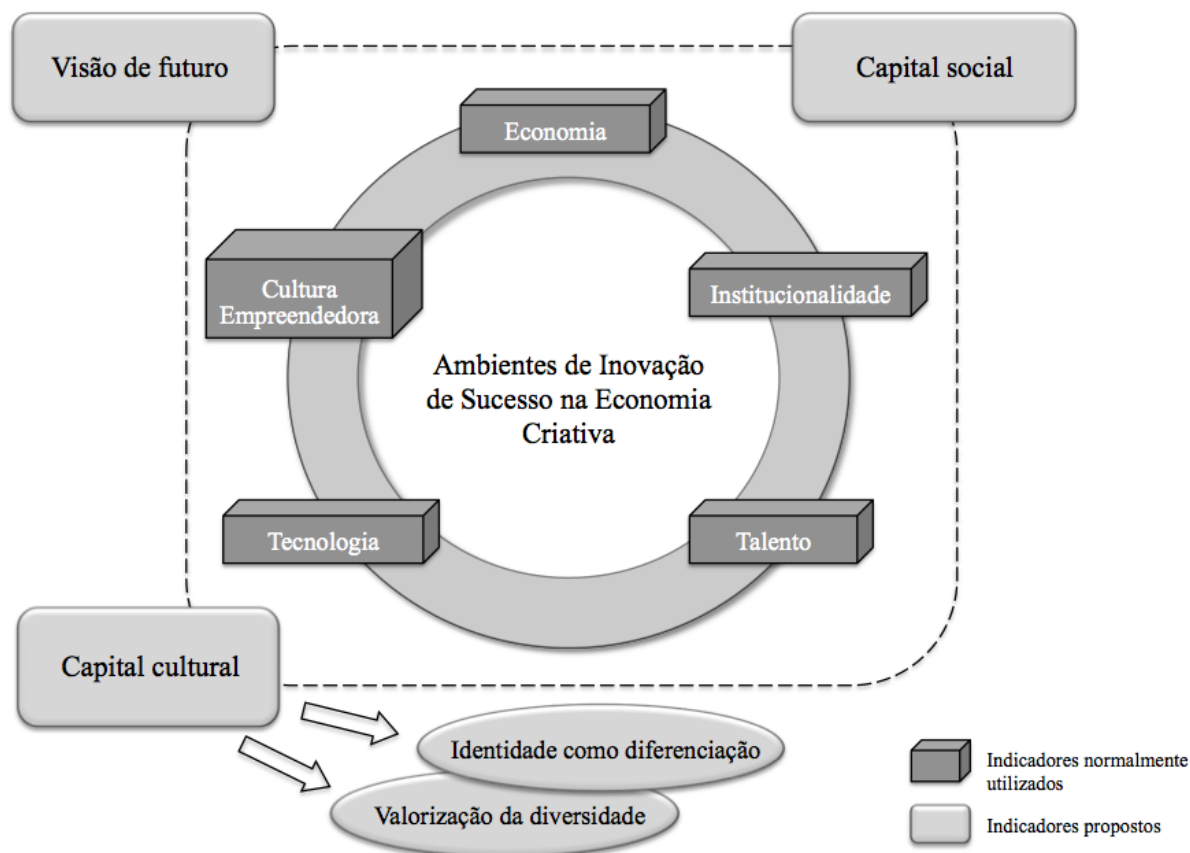 Visão de futuro
Capital social
Economia
Cultura
Empreendedora
Institucionalidade
Ambientes de Inovação
de Sucesso na Economia
Criativa
Tecnologia
Talento
Capital cultural
Identidade como diferenciação
Valorização da diversidade
Indicadores normalmente
utilizados
Indicadores propostos